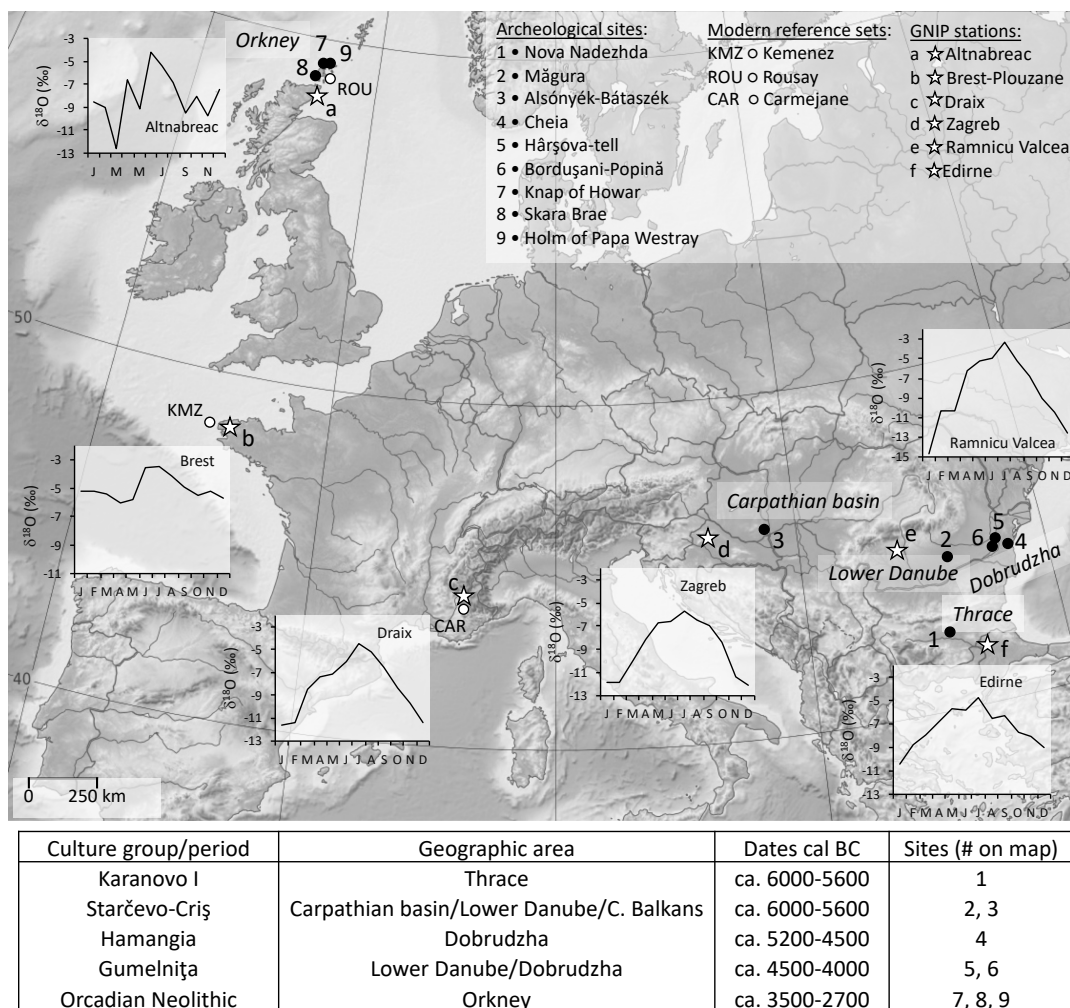 Archeological sites:
1 • Nova Nadezhda
2 • Măgura
3 • Alsónyék-Bátaszék
4 • Cheia
5 • Hârşova-tell
6 • Borduşani-Popină
7 • Knap of Howar
8 • Skara Brae
9 • Holm of Papa Westray
Modern reference sets:
KMZ ○ Kemenez
ROU ○ Rousay
CAR ○ Carmejane
GNIP stations:
a ☆ Altnabreac
b ☆ Brest-Plouzane
c ☆ Draix
d ☆ Zagreb
e ☆ Ramnicu Valcea
f ☆ Edirne
Orkney
7
8
9
ROU
a
δ18O (‰)
-3
-5
-7
-9
-11
-13
Altnabreac
J M M J S N
50
40
KMZ
b
Brest
δ18O (‰)
-3
-5
-7
-9
-11
J F M A M J J A S O N D
c
CAR
Draix
δ18O (‰)
-3
-5
-7
-9
-11
-13
J F M A M J J A S O N D
Carpathian basin
d
3
Zagreb
δ18O (‰)
-3
-5
-7
-9
-11
-13
J F M A M J J A S O N D
δ18O (‰)
-3
-5
-7
-9
-11
-13
-15
Ramnicu Valcea
J F M A M J J A S O N D
e
2
5
6
4
Lower Danube
Dobrudzha
Thrace
1
f
Edirne
δ18O (‰)
-3
-5
-7
-9
-11
-13
J F M A M J J A S O N D
0 250 km
Culture group/period Geographic area Dates cal BC Sites (# on map)
Karanovo I Thrace ca. 6000-5600 1
Starčevo-Criş Carpathian basin/Lower Danube/C. Balkans ca. 6000-5600 2, 3
Hamangia Dobrudzha ca. 5200-4500 4
Gumelniţa Lower Danube/Dobrudzha ca. 4500-4000 5, 6
Orcadian Neolithic Orkney ca. 3500-2700 7, 8, 9